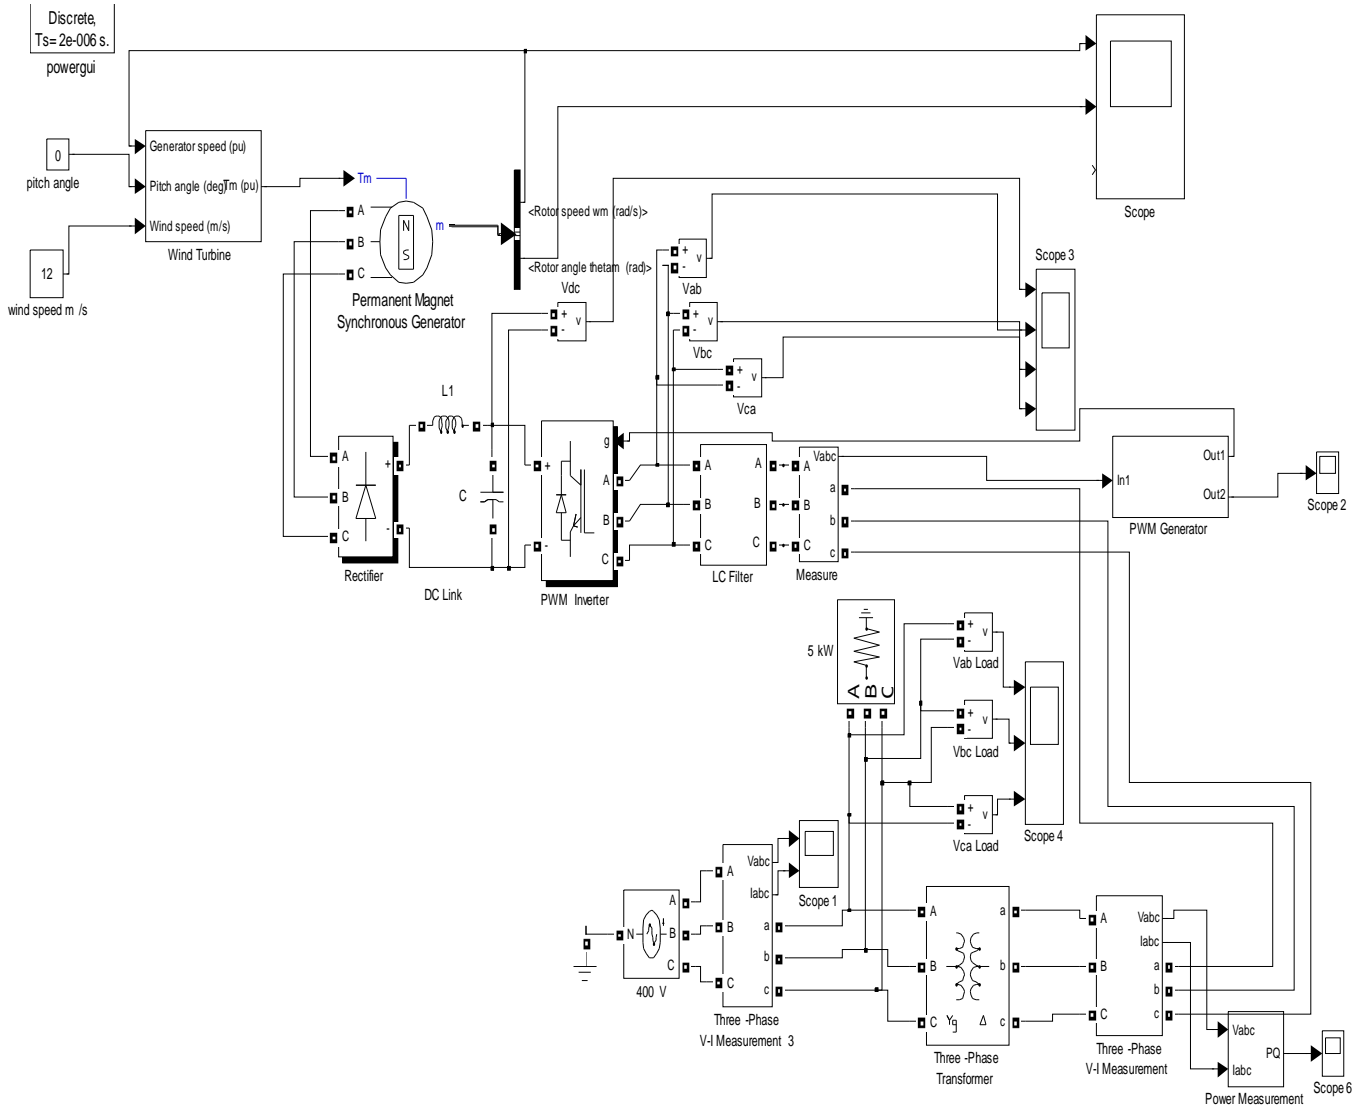 Discrete,
Ts= 2e-006 s.
powergui
0
pitch angle
12
wind speed m /s
Generator speed (pu)
Pitch angle (deg)
Tm (pu)
Wind speed (m/s)
Wind Turbine
Tm
A
B
C
N
S
m
Permanent Magnet
Synchronous Generator
<Rotor speed wm (rad/s)>
<Rotor angle thetam (rad)>
Scope
Vdc
+
-
v
+
-
v
Vab
+
-
v
Vbc
+
-
v
Vca
Scope 3
L1
A
B
C
+
-
Rectifier
C
DC Link
g
+
-
A
B
C
PWM Inverter
A
B
C
A
B
C
LC Filter
A
B
C
Vabc
a
b
c
Measure
In1
Out1
Out2
PWM Generator
Scope 2
5 kW
A
B
C
+
-
v
Vab Load
+
-
v
Vbc Load
+
-
v
Vca Load
Scope 4
N
A
B
C
400 V
A
B
C
Vabc
Iabc
a
b
c
Three -Phase
V-I Measurement 3
Scope 1
A
B
C
a
b
c
Yg
Δ
Three -Phase
Transformer
A
B
C
Vabc
Iabc
a
b
c
Three -Phase
V-I Measurement
Vabc
Iabc
PQ
Power Measurement
Scope 6